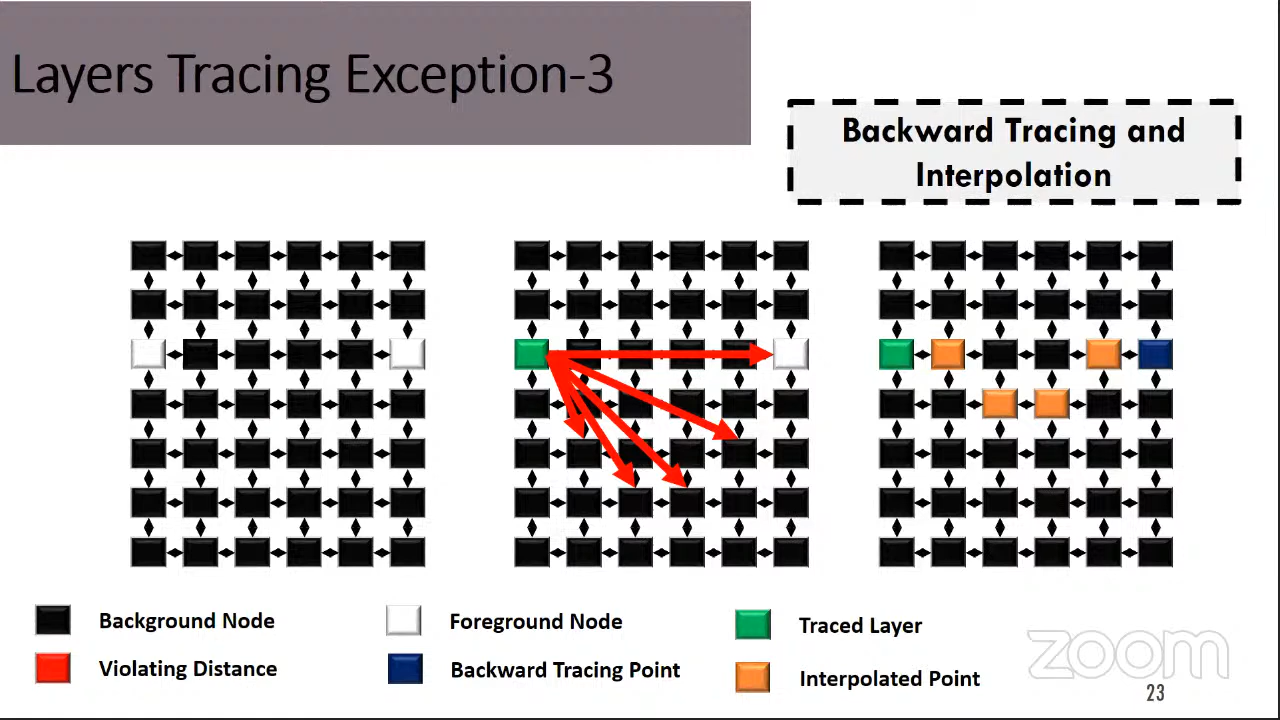 Layers Tracing Exception-3
Backward Tracing and
Interpolation
Background Node
Foreground Node
Traced Layer
Violating Distance
Backward Tracing Point
Interpolated Point
zoom
23